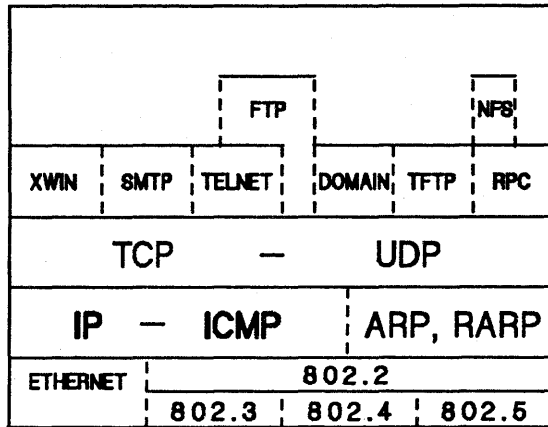 FTP NFS
XWIN SMTP TELNET DOMAIN TFTP RPC
TCP — UDP
IP — ICMP ARP, RARP
ETHERNET 802.2
802.3 802.4 802.5